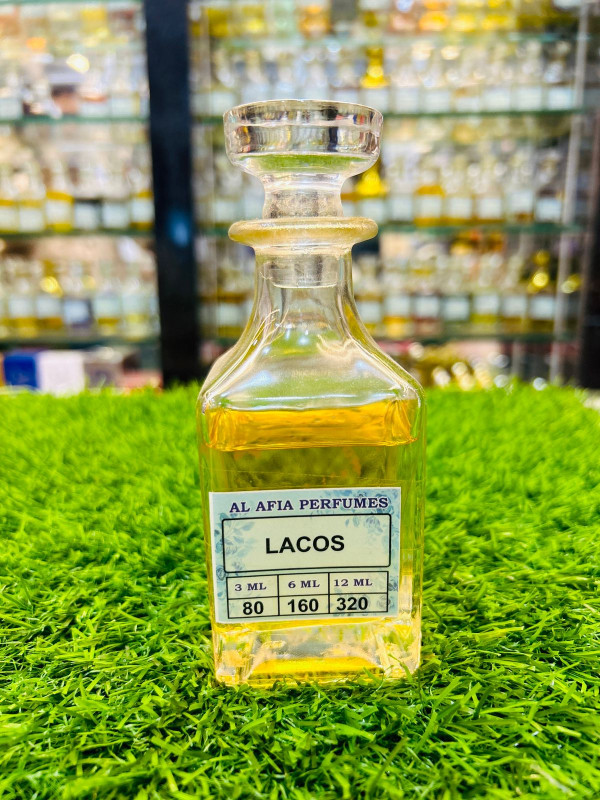 AL AFIA PERFUMES
LACOS
3 ML 6 ML 12 ML
80 160 320